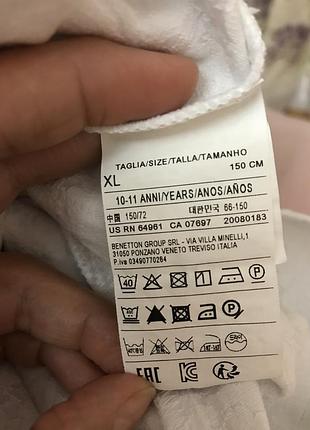 TAGLIA/SIZE/TALLA/TAMANHO
XL 150 CM
10-11 ANNI/YEARS/ANOS/AÑOS
中国 150/72 대한민국 66-150
US RN 64961 CA 07697 20080183
BENETTON GROUP SRL - VIA VILLA MINELLI,1
31050 PONZANO VENETO TREVISO ITALIA
P.iva 03490770264
40 P
P
EAC